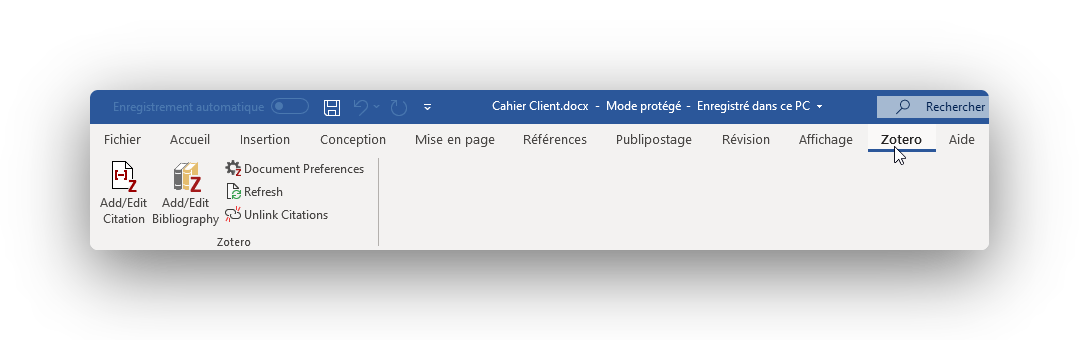 Enregistrement automatique
Cahier Client.docx - Mode protégé - Enregistré dans ce PC
Rechercher
Fichier Accueil Insertion Conception Mise en page Références Publipostage Révision Affichage Zotero Aide
Add/Edit
Citation
Add/Edit
Bibliography
Document Preferences
Refresh
Unlink Citations
Zotero